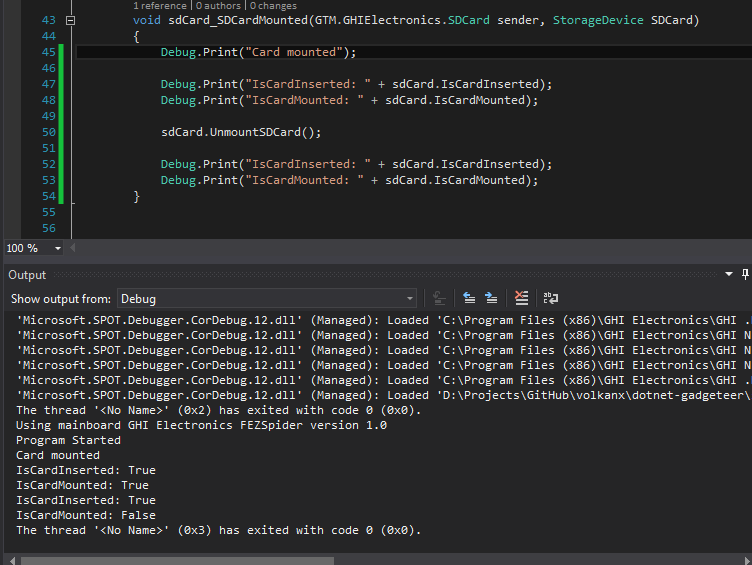 1 reference | 0 authors | 0 changes
43 void sdCard_SDCardMounted(GTM.GHIElectronics.SDCard sender, StorageDevice SDCard)
44 {
45 Debug.Print("Card mounted");
46
47 Debug.Print("IsCardInserted: " + sdCard.IsCardInserted);
48 Debug.Print("IsCardMounted: " + sdCard.IsCardMounted);
49
50 sdCard.UnmountSDCard();
51
52 Debug.Print("IsCardInserted: " + sdCard.IsCardInserted);
53 Debug.Print("IsCardMounted: " + sdCard.IsCardMounted);
54 }
55
56
100 %
Output
Show output from: Debug
'Microsoft.SPOT.Debugger.CorDebug.12.dll' (Managed): Loaded 'C:\Program Files (x86)\GHI Electronics\GHI .
'Microsoft.SPOT.Debugger.CorDebug.12.dll' (Managed): Loaded 'C:\Program Files (x86)\GHI Electronics\GHI N
'Microsoft.SPOT.Debugger.CorDebug.12.dll' (Managed): Loaded 'C:\Program Files (x86)\GHI Electronics\GHI N
'Microsoft.SPOT.Debugger.CorDebug.12.dll' (Managed): Loaded 'C:\Program Files (x86)\GHI Electronics\GHI N
'Microsoft.SPOT.Debugger.CorDebug.12.dll' (Managed): Loaded 'C:\Program Files (x86)\GHI Electronics\GHI .
'Microsoft.SPOT.Debugger.CorDebug.12.dll' (Managed): Loaded 'D:\Projects\GitHub\volkanx\dotnet-gadgeteer\
The thread '<No Name>' (0x2) has exited with code 0 (0x0).
Using mainboard GHI Electronics FEZSpider version 1.0
Program Started
Card mounted
IsCardInserted: True
IsCardMounted: True
IsCardInserted: True
IsCardMounted: False
The thread '<No Name>' (0x3) has exited with code 0 (0x0).